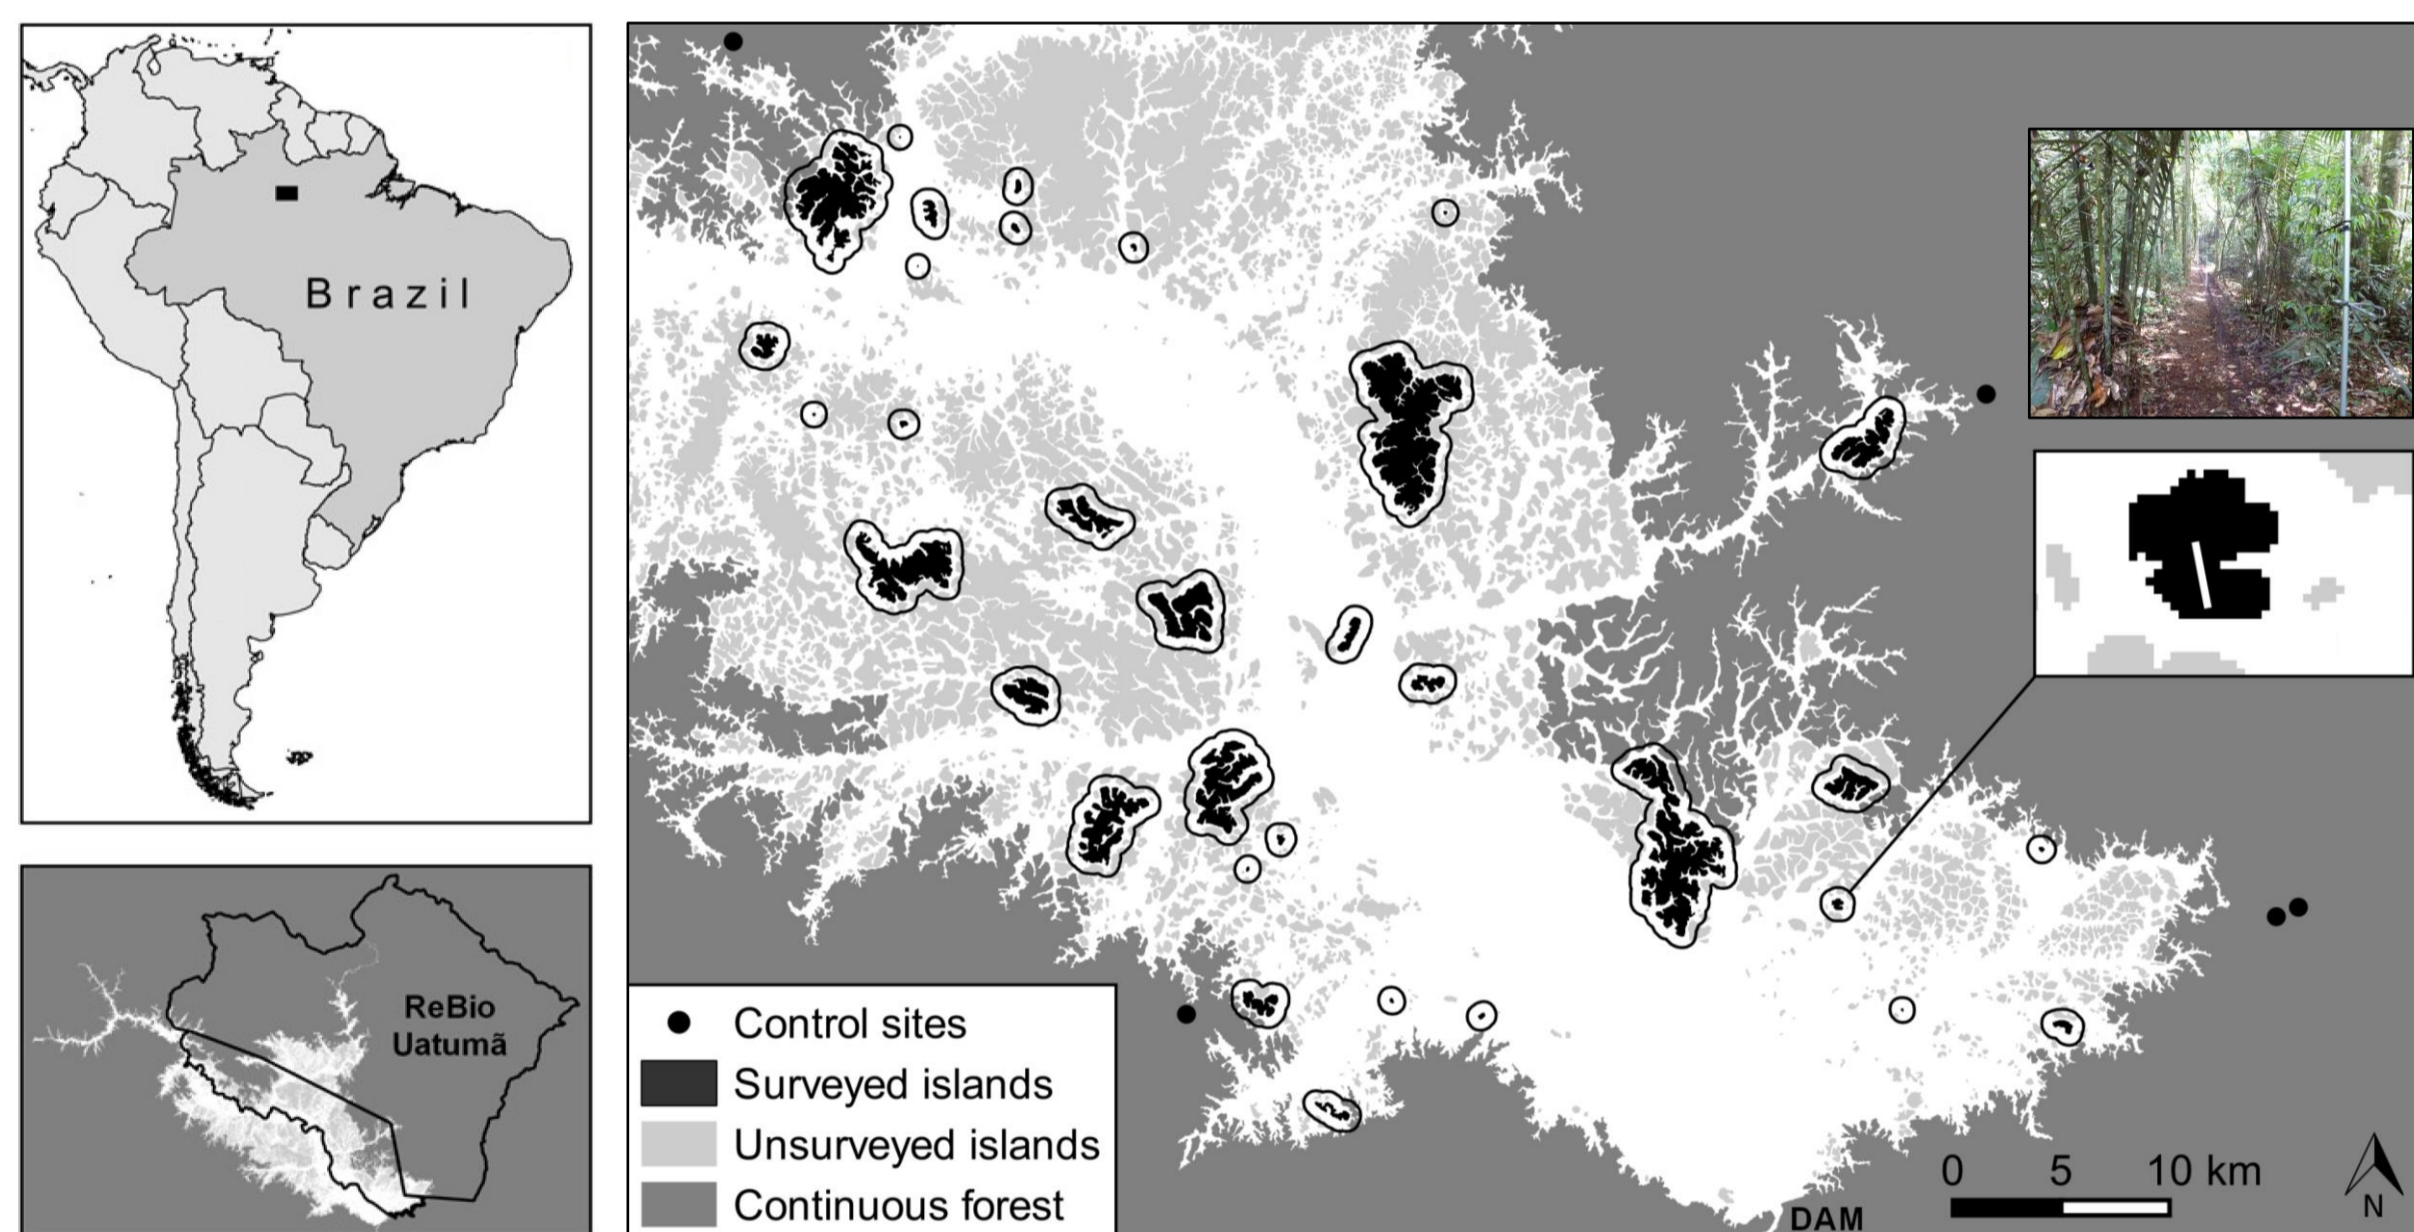 Brazil
ReBio
Uatumã
Control sites
Surveyed islands
Unsurveyed islands
Continuous forest
0 5 10 km
DAM
N